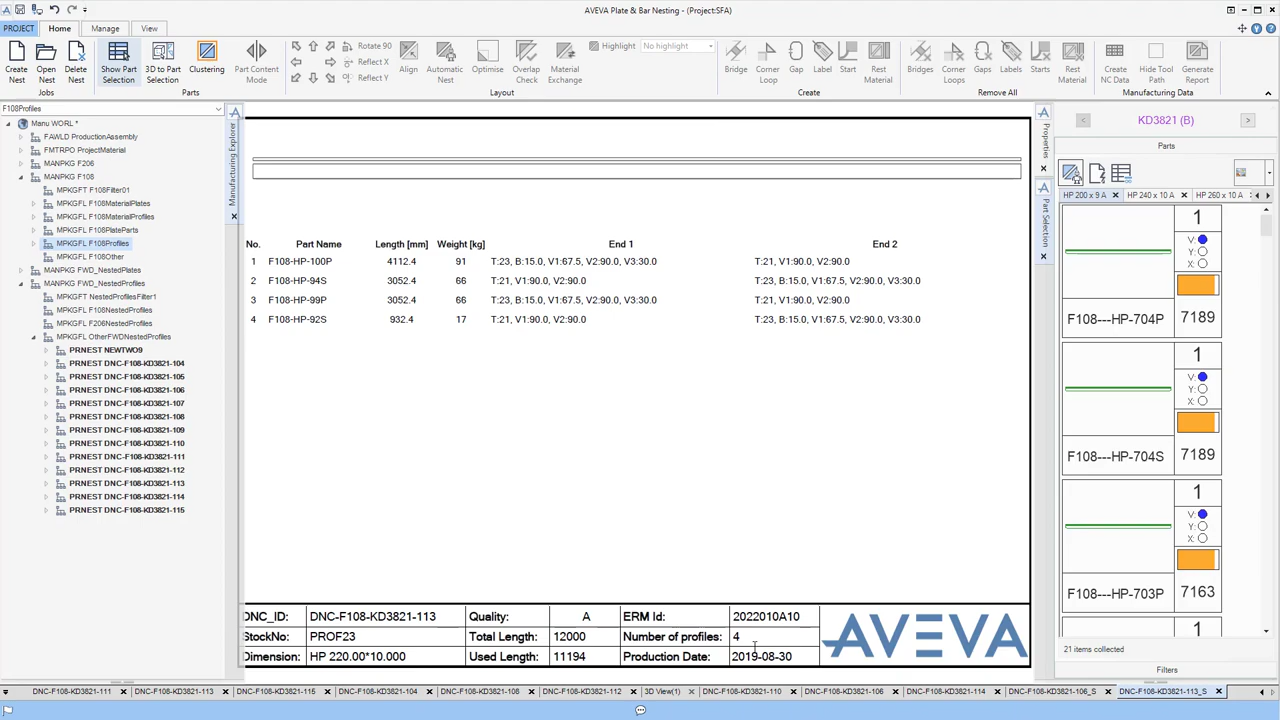 AVEVA Plate & Bar Nesting - (Project:SFA)
PROJECT Home Manage View
Create Nest Open Nest Delete Nest Show Part Selection 3D to Part Selection Clustering Part Content Mode Rotate 90 Reflect X Reflect Y Align Automatic Nest Optimise Overlap Check Material Exchange Highlight No highlight Bridge Corner Loop Gap Label Start Rest Material Bridges Corner Loops Gaps Labels Starts Rest Material Create NC Data Hide Tool Path Generate Report
Jobs Parts Layout Create Remove All Manufacturing Data
F108Profiles
Manu WORL *
FAWLD ProductionAssembly
FMTRPO ProjectMaterial
MANPKG F206
MANPKG F108
MPKGFT F108Filter01
MPKGFL F108MaterialPlates
MPKGFL F108MaterialProfiles
MPKGFL F108PlateParts
MPKGFL F108Profiles
MPKGFL F108Other
MANPKG FWD_NestedPlates
MANPKG FWD_NestedProfiles
MPKGFT NestedProfilesFilter1
MPKGFL F108NestedProfiles
MPKGFL F206NestedProfiles
MPKGFL OtherFWDNestedProfiles
PRNEST NEWTWO9
PRNEST DNC-F108-KD3821-104
PRNEST DNC-F108-KD3821-105
PRNEST DNC-F108-KD3821-106
PRNEST DNC-F108-KD3821-107
PRNEST DNC-F108-KD3821-108
PRNEST DNC-F108-KD3821-109
PRNEST DNC-F108-KD3821-110
PRNEST DNC-F108-KD3821-111
PRNEST DNC-F108-KD3821-112
PRNEST DNC-F108-KD3821-113
PRNEST DNC-F108-KD3821-114
PRNEST DNC-F108-KD3821-115
Manufacturing Explorer
No. Part Name Length [mm] Weight [kg] End 1 End 2
1 F108-HP-100P 4112.4 91 T:23, B:15.0, V1:67.5, V2:90.0, V3:30.0 T:21, V1:90.0, V2:90.0
2 F108-HP-94S 3052.4 66 T:21, V1:90.0, V2:90.0 T:23, B:15.0, V1:67.5, V2:90.0, V3:30.0
3 F108-HP-99P 3052.4 66 T:23, B:15.0, V1:67.5, V2:90.0, V3:30.0 T:21, V1:90.0, V2:90.0
4 F108-HP-92S 932.4 17 T:21, V1:90.0, V2:90.0 T:23, B:15.0, V1:67.5, V2:90.0, V3:30.0
DNC_ID: DNC-F108-KD3821-113 Quality: A ERM Id: 2022010A10
StockNo: PROF23 Total Length: 12000 Number of profiles: 4
Dimension: HP 220.00*10.000 Used Length: 11194 Production Date: 2019-08-30
AVEVA
Properties
Part Selection
< KD3821 (B) >
Parts
HP 200 x 9 A HP 240 x 10 A HP 260 x 10
1
V:
Y:
X:
F108---HP-704P 7189
1
V:
Y:
X:
F108---HP-704S 7189
1
V:
Y:
X:
F108---HP-703P 7163
1
21 items collected
Filters
DNC-F108-KD3821-111 DNC-F108-KD3821-113 DNC-F108-KD3821-115 DNC-F108-KD3821-104 DNC-F108-KD3821-108 DNC-F108-KD3821-112 3D View(1) DNC-F108-KD3821-110 DNC-F108-KD3821-106 DNC-F108-KD3821-114 DNC-F108-KD3821-106_S DNC-F108-KD3821-113_S